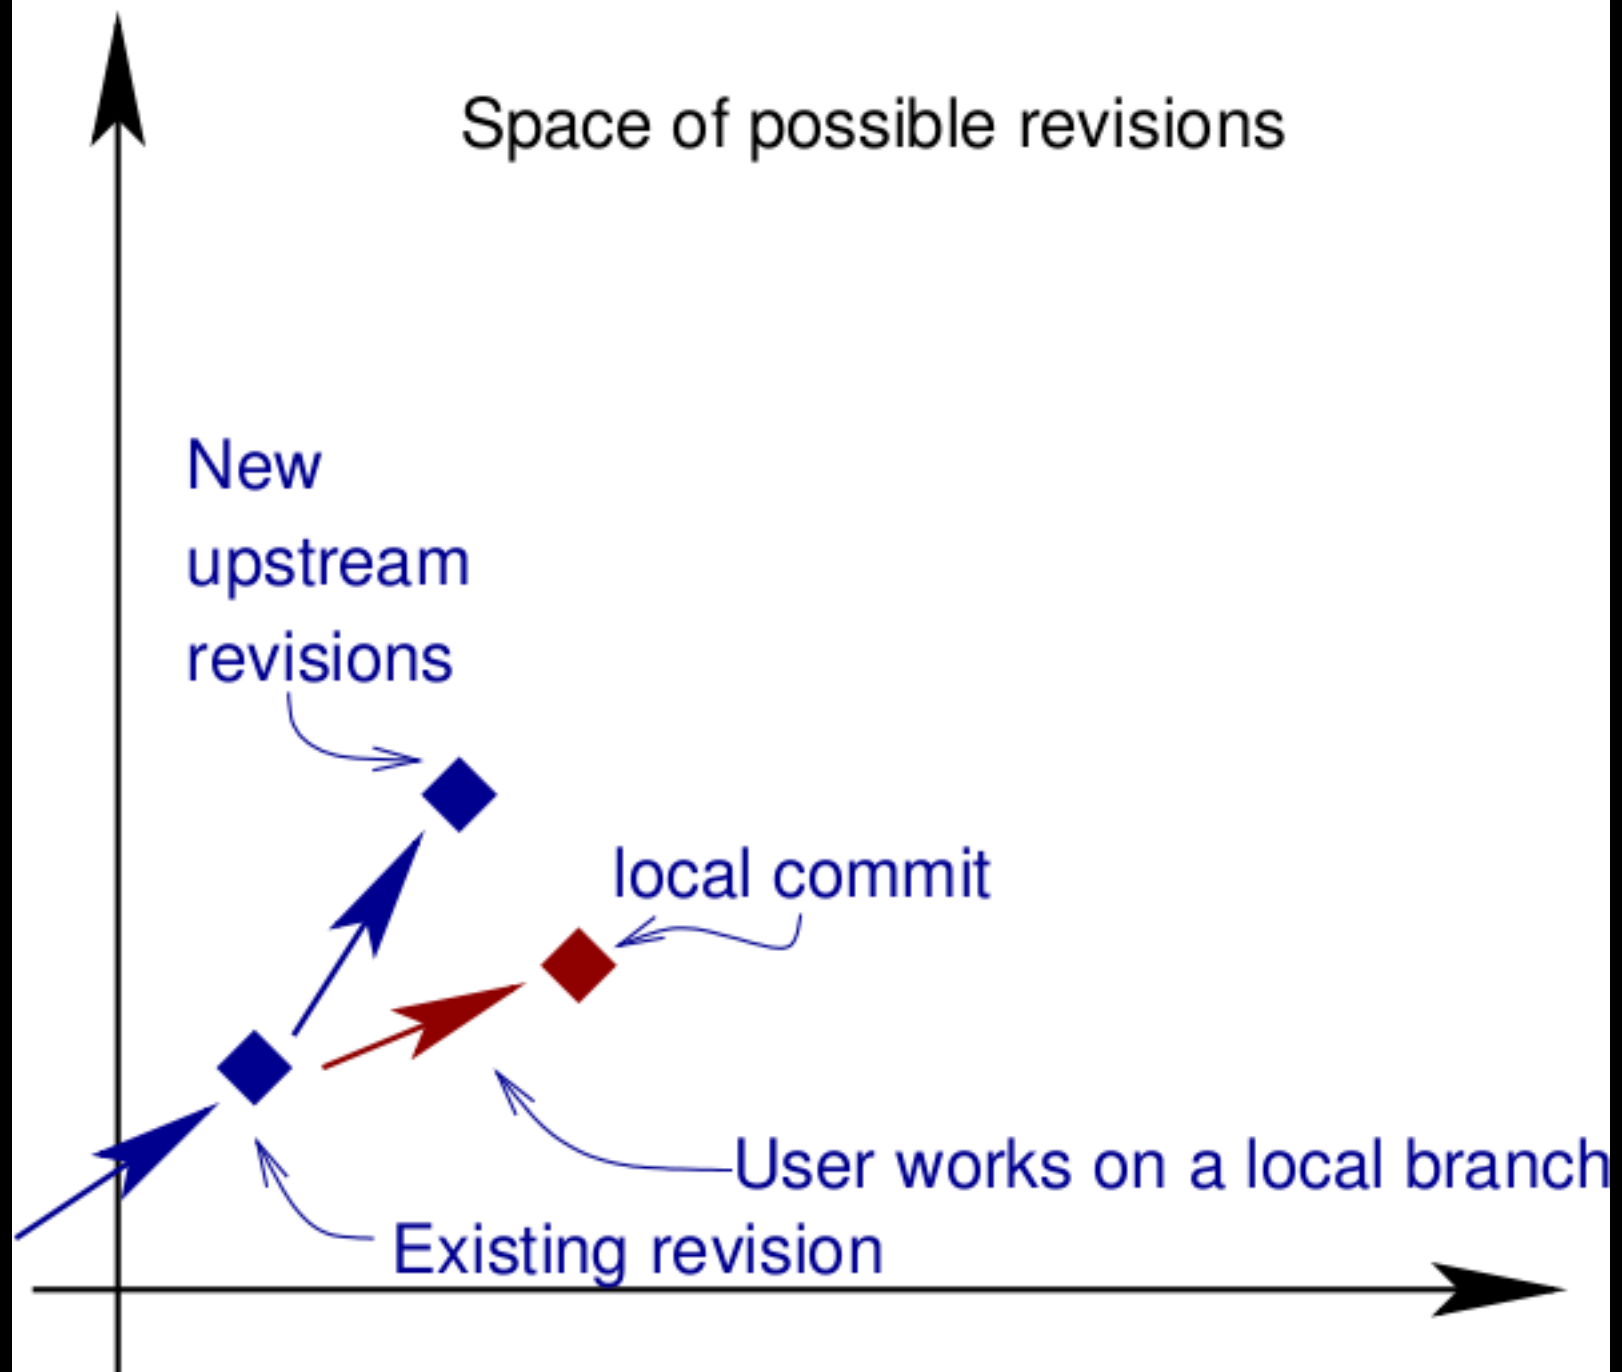 Space of possible revisions
New
upstream
revisions
local commit
User works on a local branch
Existing revision